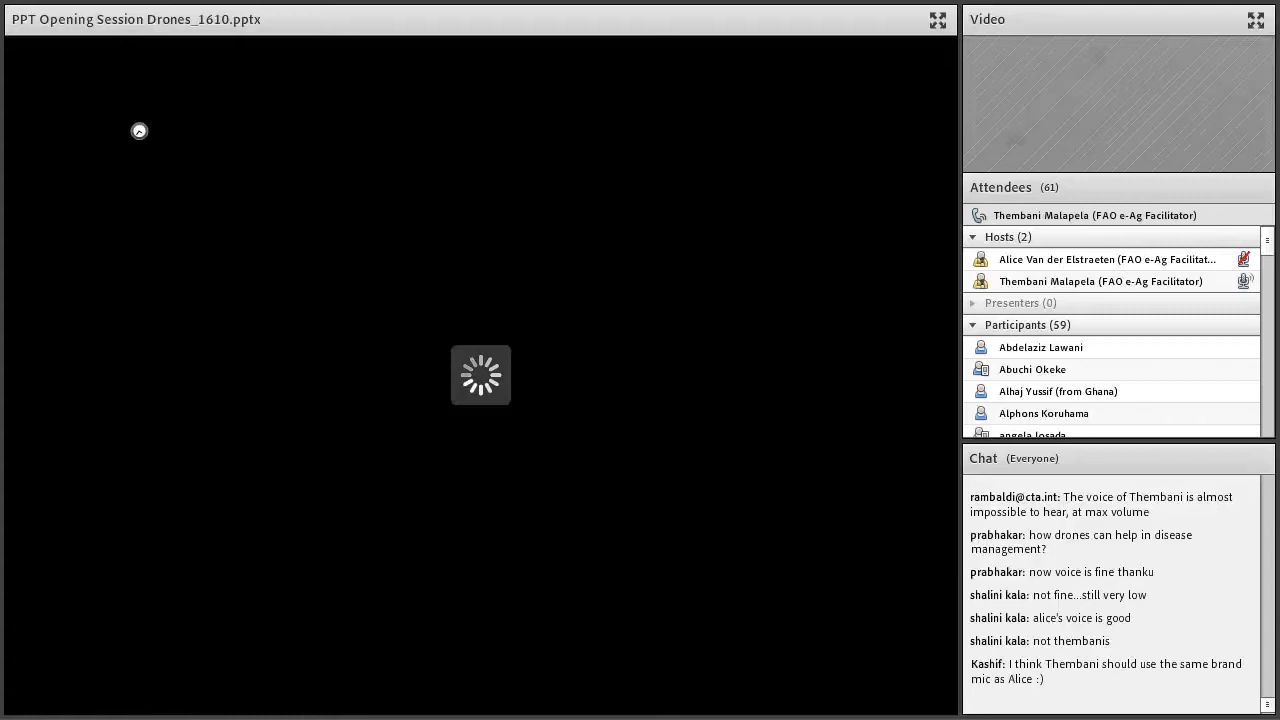 PPT Opening Session Drones_1610.pptx
Video
Attendees (61)
Thembani Malapela (FAO e-Ag Facilitator)
Hosts (2)
Alice Van der Elstraeten (FAO e-Ag Facilitat...
Thembani Malapela (FAO e-Ag Facilitator)
Presenters (0)
Participants (59)
Abdelaziz Lawani
Abuchi Okeke
Alhaj Yussif (from Ghana)
Alphons Koruhama
angela losada
Chat (Everyone)
rambaldi@cta.int: The voice of Thembani is almost
impossible to hear, at max volume
prabhakar: how drones can help in disease
management?
prabhakar: now voice is fine thanku
shalini kala: not fine...still very low
shalini kala: alice's voice is good
shalini kala: not thembanis
Kashif: I think Thembani should use the same brand
mic as Alice :)